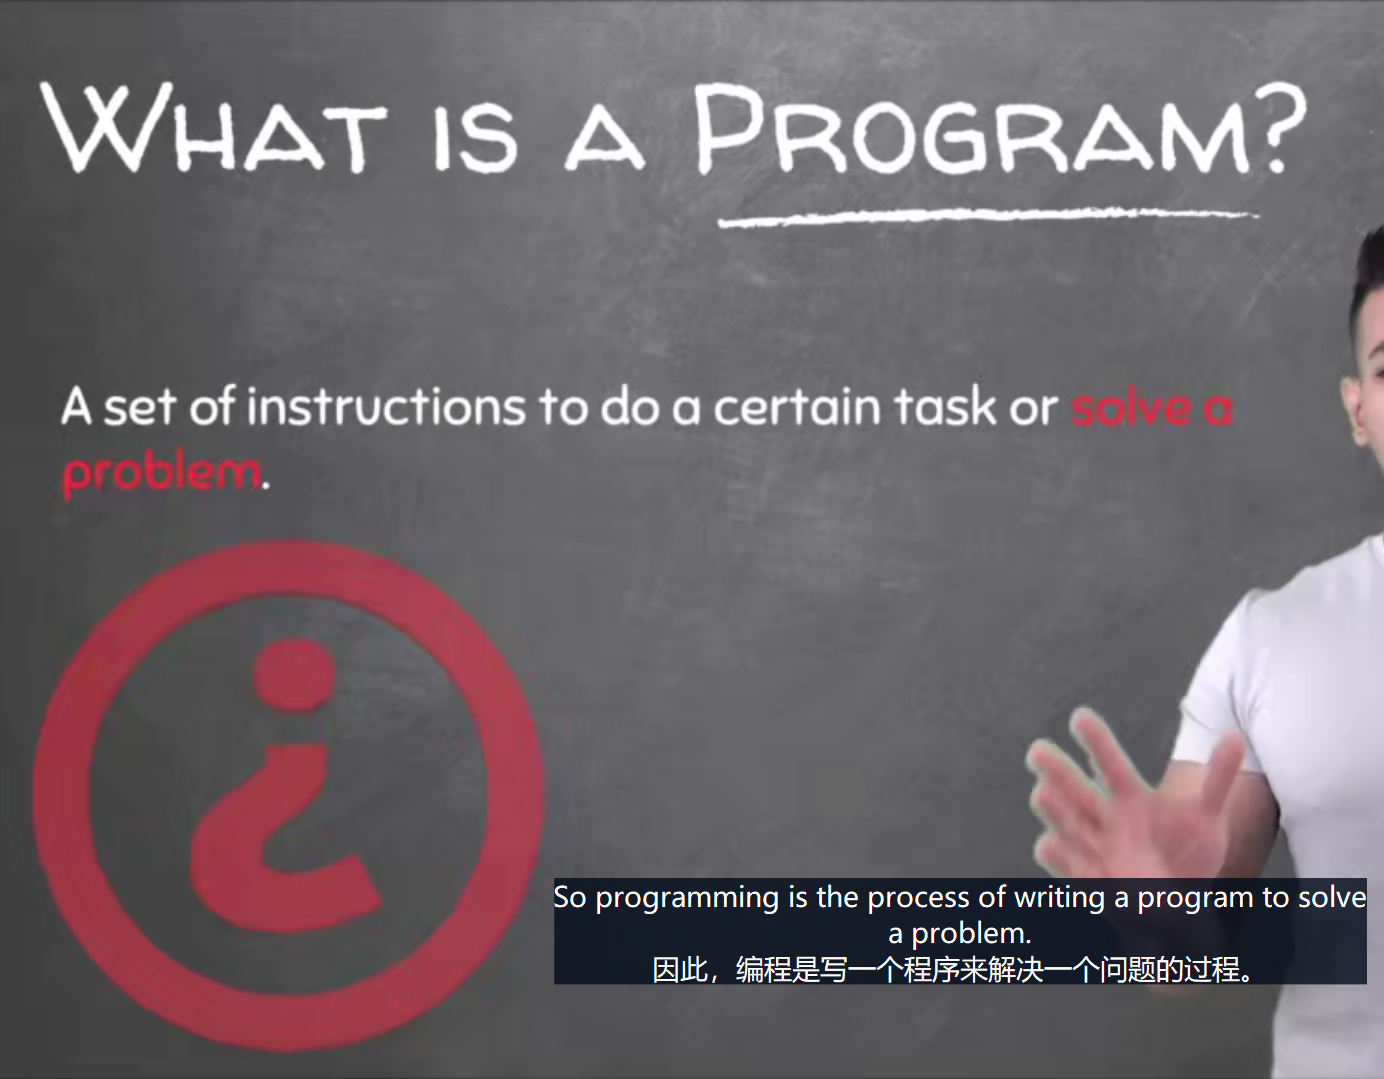 WHAT IS A PROGRAM?
A set of instructions to do a certain task or solve a
problem.
¿
So programming is the process of writing a program to solve
a problem.
因此，编程是写一个程序来解决一个问题的过程。